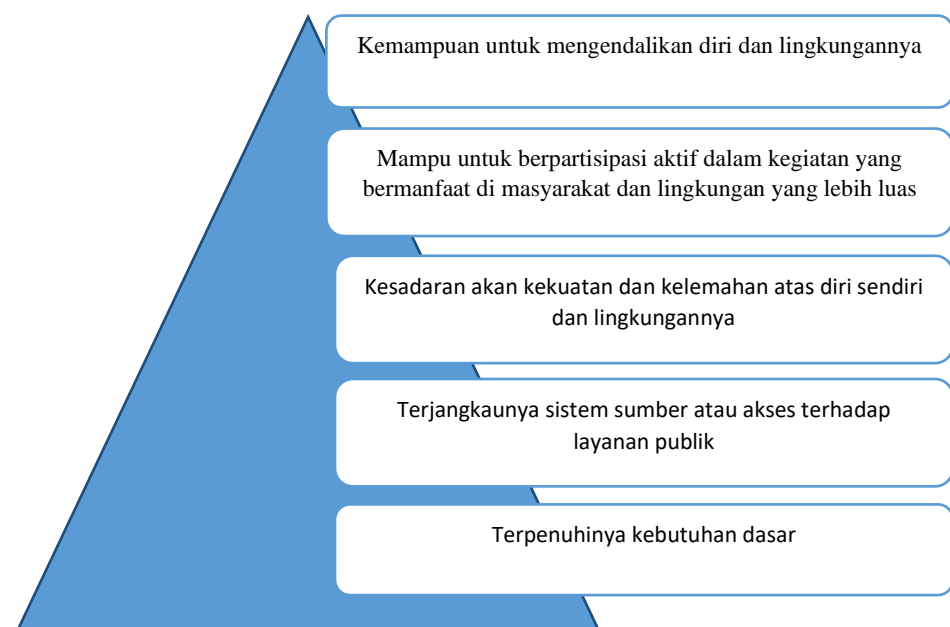 Kemampuan untuk mengendalikan diri dan lingkungannya
Mampu untuk berpartisipasi aktif dalam kegiatan yang
bermanfaat di masyarakat dan lingkungan yang lebih luas
Kesadaran akan kekuatan dan kelemahan atas diri sendiri
dan lingkungannya
Terjangkaunya sistem sumber atau akses terhadap
layanan publik
Terpenuhinya kebutuhan dasar